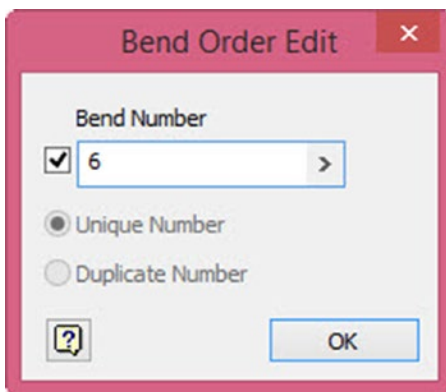 Bend Order Edit
Bend Number
6
Unique Number
Duplicate Number
OK